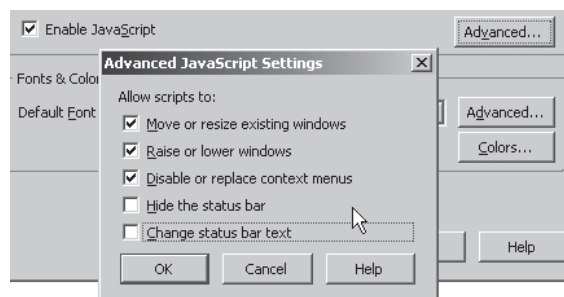 Enable JavaScript
Advanced...
Advanced JavaScript Settings
Fonts & Color
Allow scripts to:
Default Font
Move or resize existing windows
Advanced...
Raise or lower windows
Colors...
Disable or replace context menus
Hide the status bar
Change status bar text
OK
Cancel
Help
Help